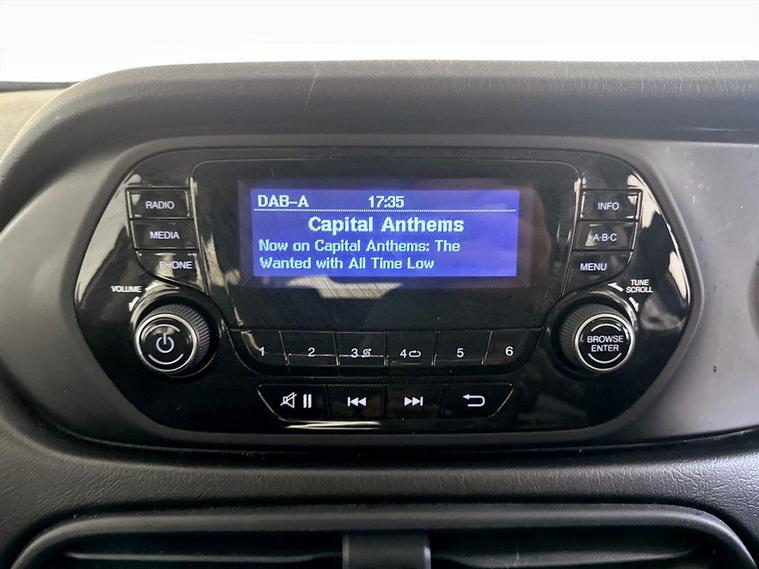 DAB-A 17:35
Capital Anthems
Now on Capital Anthems: The
Wanted with All Time Low
RADIO
MEDIA
PHONE
VOLUME
INFO
A-B-C
MENU
TUNE
SCROLL
BROWSE
ENTER
1 2 3 4 5 6